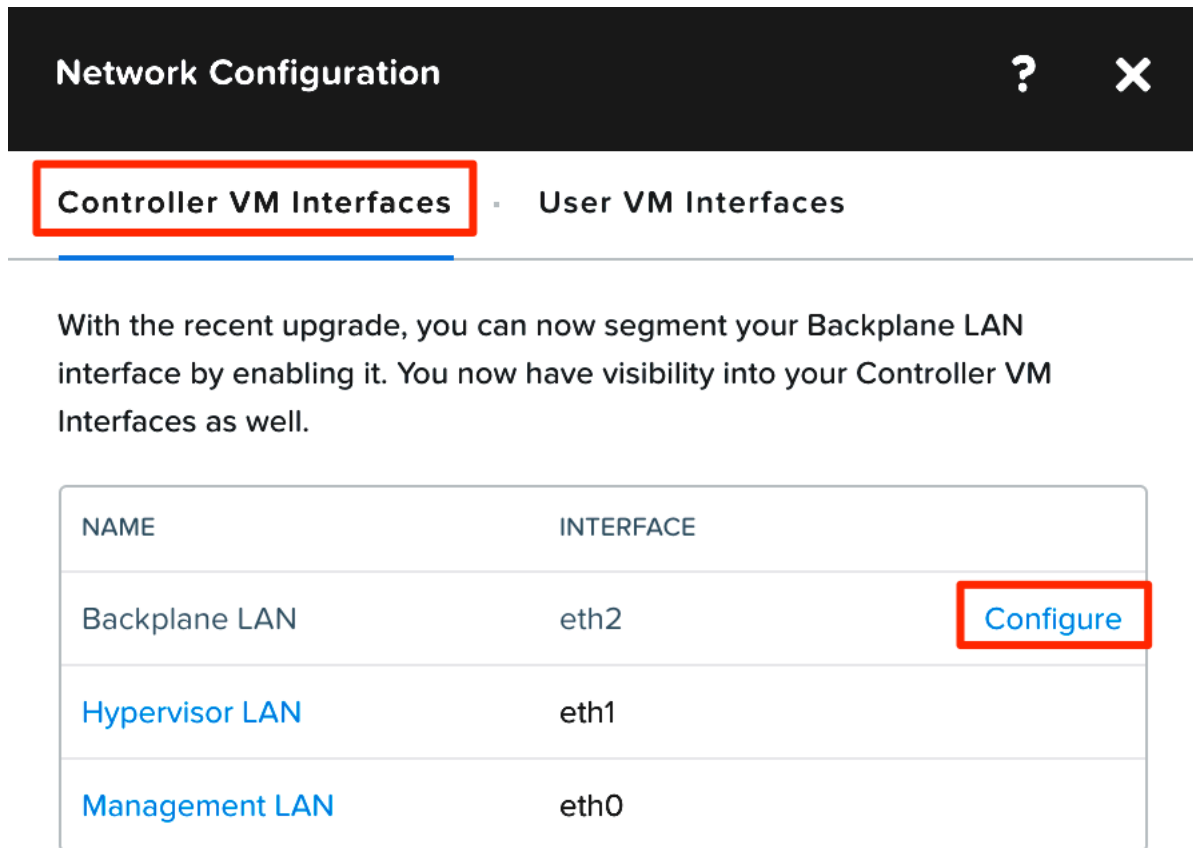 Network Configuration ? ×
Controller VM Interfaces · User VM Interfaces
With the recent upgrade, you can now segment your Backplane LAN
interface by enabling it. You now have visibility into your Controller VM
Interfaces as well.
NAME INTERFACE
Backplane LAN eth2 Configure
Hypervisor LAN eth1
Management LAN eth0